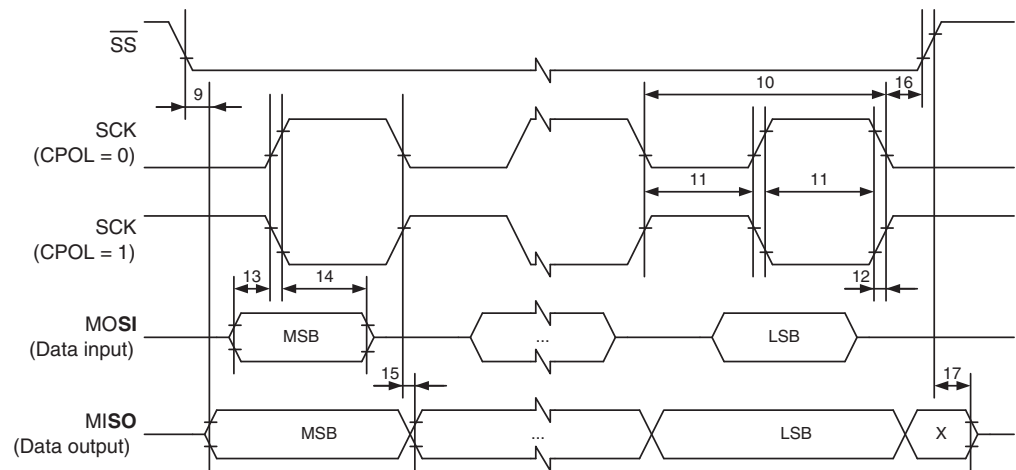 SS
9
10
16
SCK
(CPOL = 0)
11
11
SCK
(CPOL = 1)
13
14
12
MOSI
(Data input)
MSB
...
LSB
15
17
MISO
(Data output)
MSB
...
LSB
X